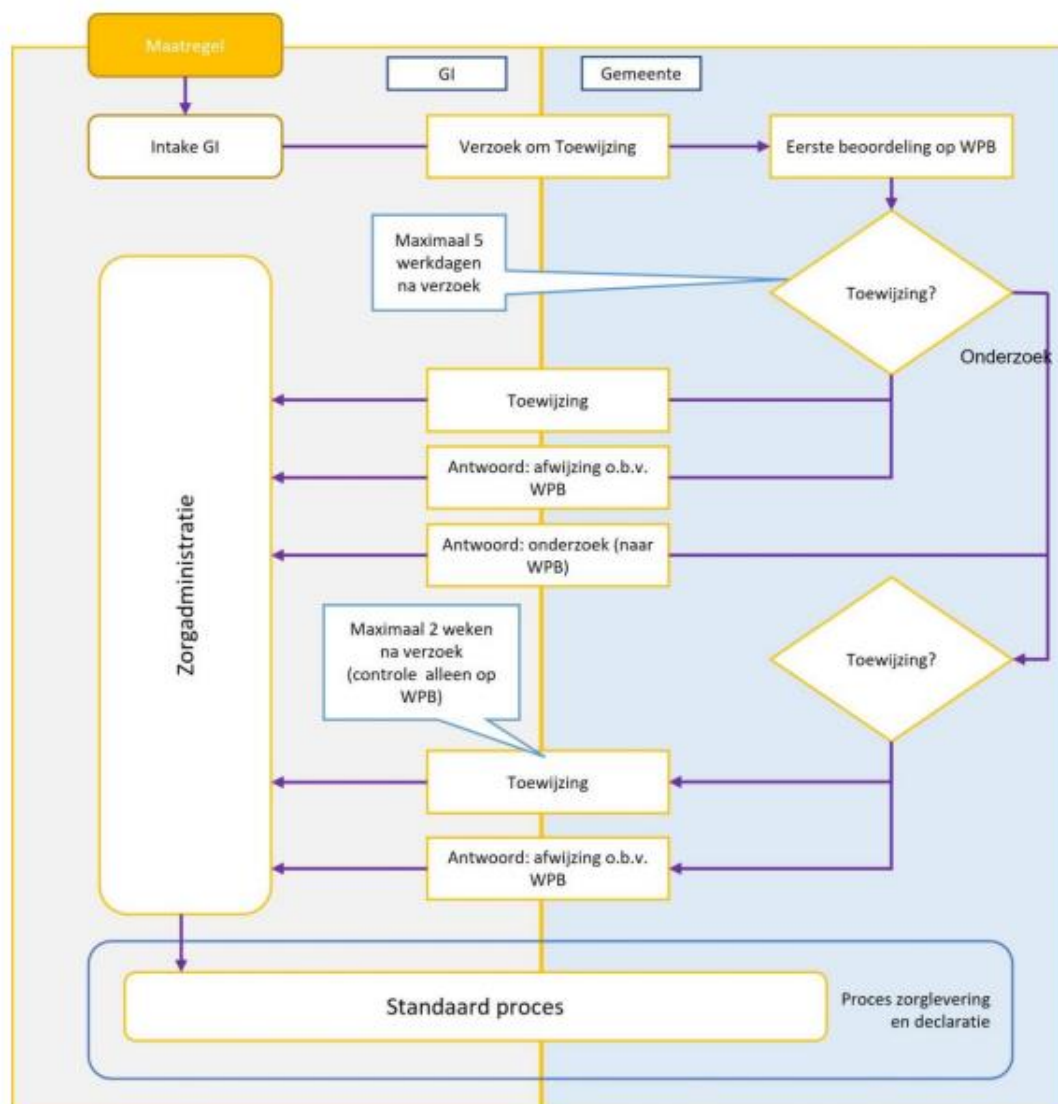 Maatregel
GI
Gemeente
Intake GI
Verzoek om Toewijzing
Eerste beoordeling op WPB
Maximaal 5
werkdagen
na verzoek
Toewijzing?
Onderzoek
Toewijzing
Antwoord: afwijzing o.b.v.
WPB
Antwoord: onderzoek (naar
WPB)
Zorgadministratie
Maximaal 2 weken
na verzoek
(controle alleen op
WPB)
Toewijzing?
Toewijzing
Antwoord: afwijzing o.b.v.
WPB
Standaard proces
Proces zorglevering
en declaratie